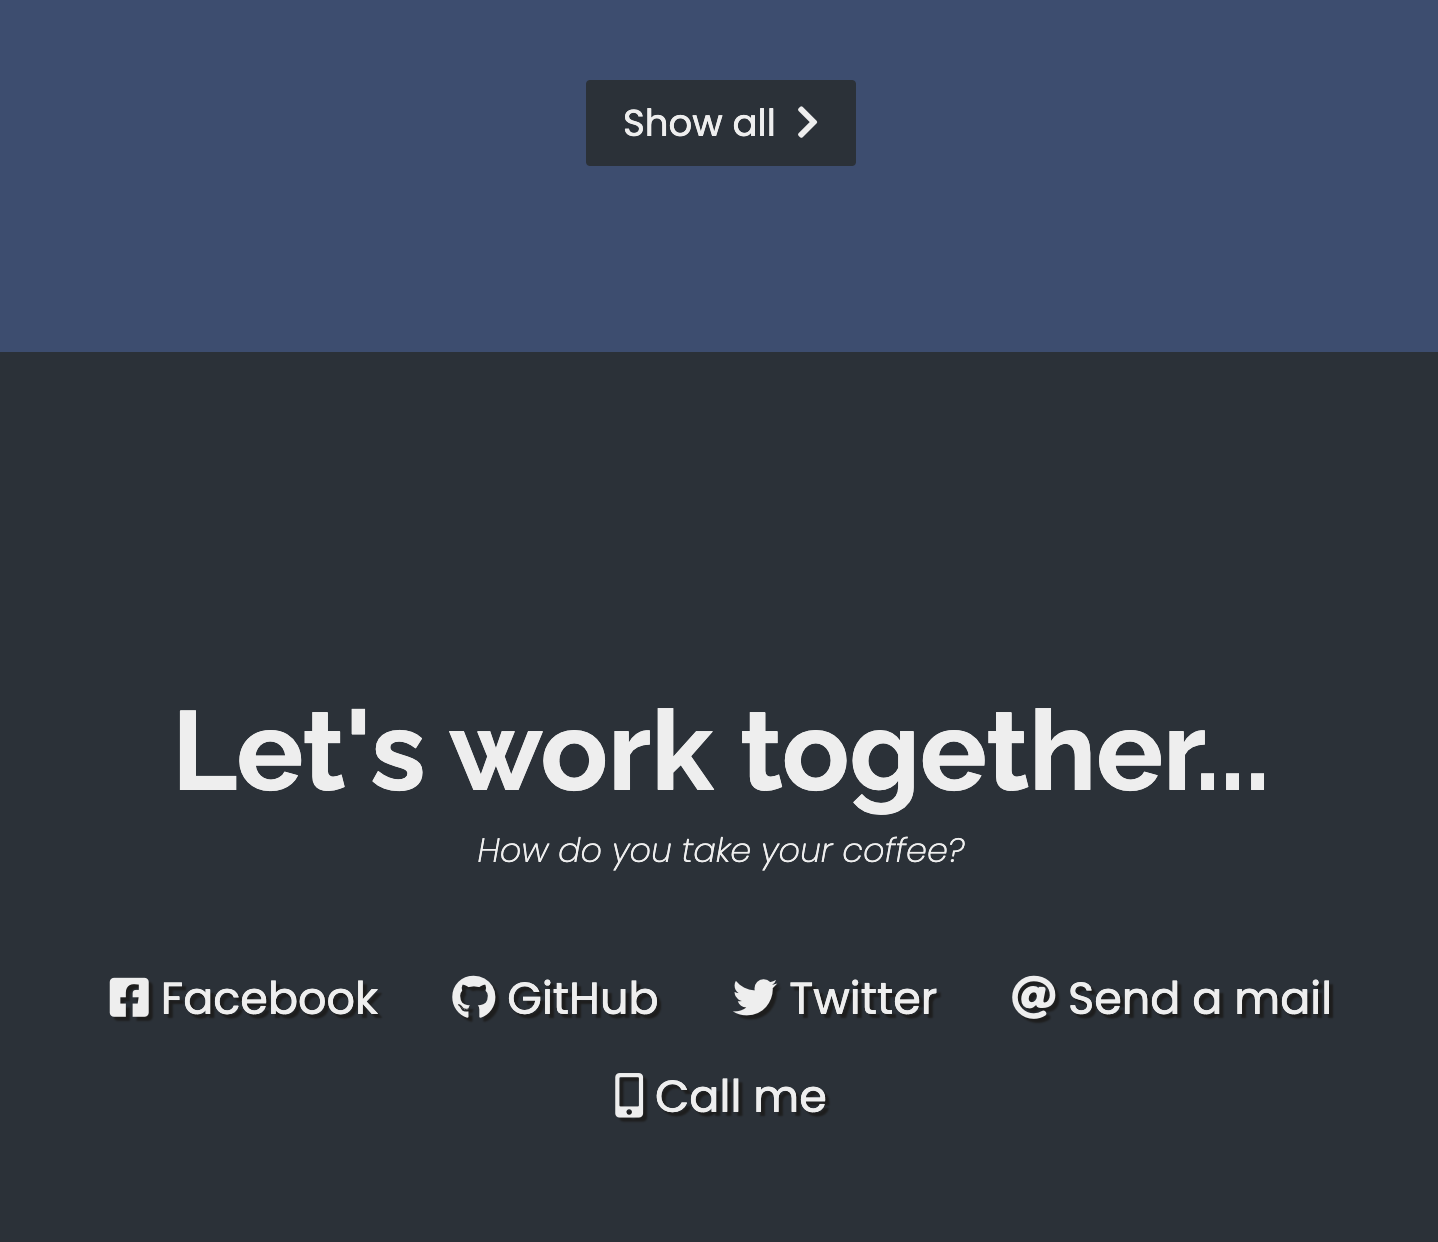 Show all
Let's work together...
How do you take your coffee?
Facebook GitHub Twitter Send a mail
Call me